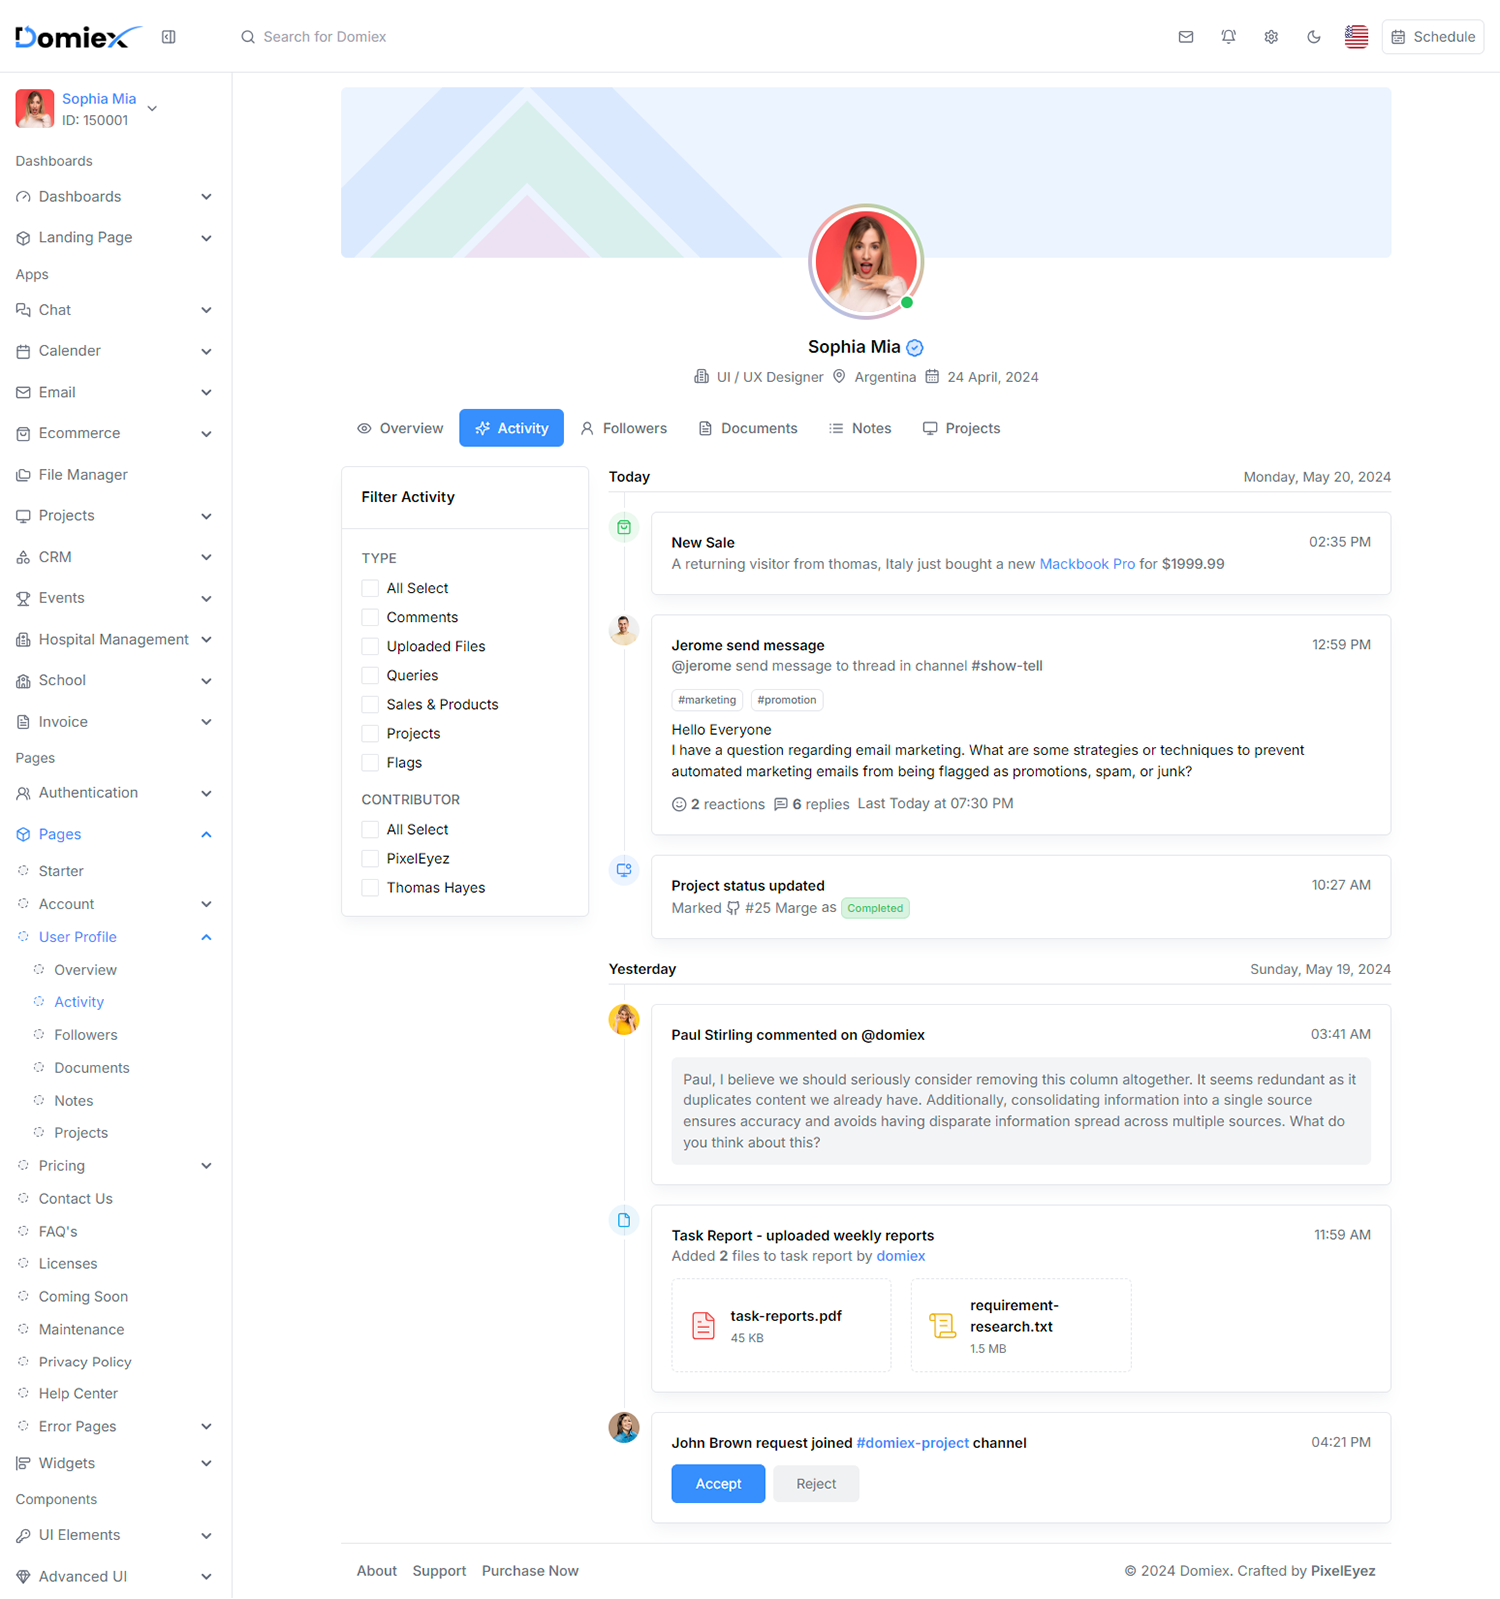 Domiex
Search for Domiex
Schedule
Sophia Mia
ID: 150001
Dashboards
Dashboards
Landing Page
Apps
Chat
Calender
Email
Ecommerce
File Manager
Projects
CRM
Events
Hospital Management
School
Invoice
Pages
Authentication
Pages
Starter
Account
User Profile
Overview
Activity
Followers
Documents
Notes
Projects
Pricing
Contact Us
FAQ's
Licenses
Coming Soon
Maintenance
Privacy Policy
Help Center
Error Pages
Widgets
Components
UI Elements
Advanced UI
Sophia Mia
UI / UX Designer Argentina 24 April, 2024
Overview Activity Followers Documents Notes Projects
Filter Activity
TYPE
All Select
Comments
Uploaded Files
Queries
Sales & Products
Projects
Flags
CONTRIBUTOR
All Select
PixelEyez
Thomas Hayes
Today Monday, May 20, 2024
New Sale 02:35 PM
A returning visitor from thomas, Italy just bought a new Mackbook Pro for $1999.99
Jerome send message 12:59 PM
@jerome send message to thread in channel #show-tell
#marketing #promotion
Hello Everyone
I have a question regarding email marketing. What are some strategies or techniques to prevent
automated marketing emails from being flagged as promotions, spam, or junk?
2 reactions 6 replies Last Today at 07:30 PM
Project status updated 10:27 AM
Marked #25 Marge as Completed
Yesterday Sunday, May 19, 2024
Paul Stirling commented on @domiex 03:41 AM
Paul, I believe we should seriously consider removing this column altogether. It seems redundant as it
duplicates content we already have. Additionally, consolidating information into a single source
ensures accuracy and avoids having disparate information spread across multiple sources. What do
you think about this?
Task Report - uploaded weekly reports 11:59 AM
Added 2 files to task report by domiex
task-reports.pdf
45 KB
requirement-
research.txt
1.5 MB
John Brown request joined #domiex-project channel 04:21 PM
Accept Reject
About Support Purchase Now
© 2024 Domiex. Crafted by PixelEyez